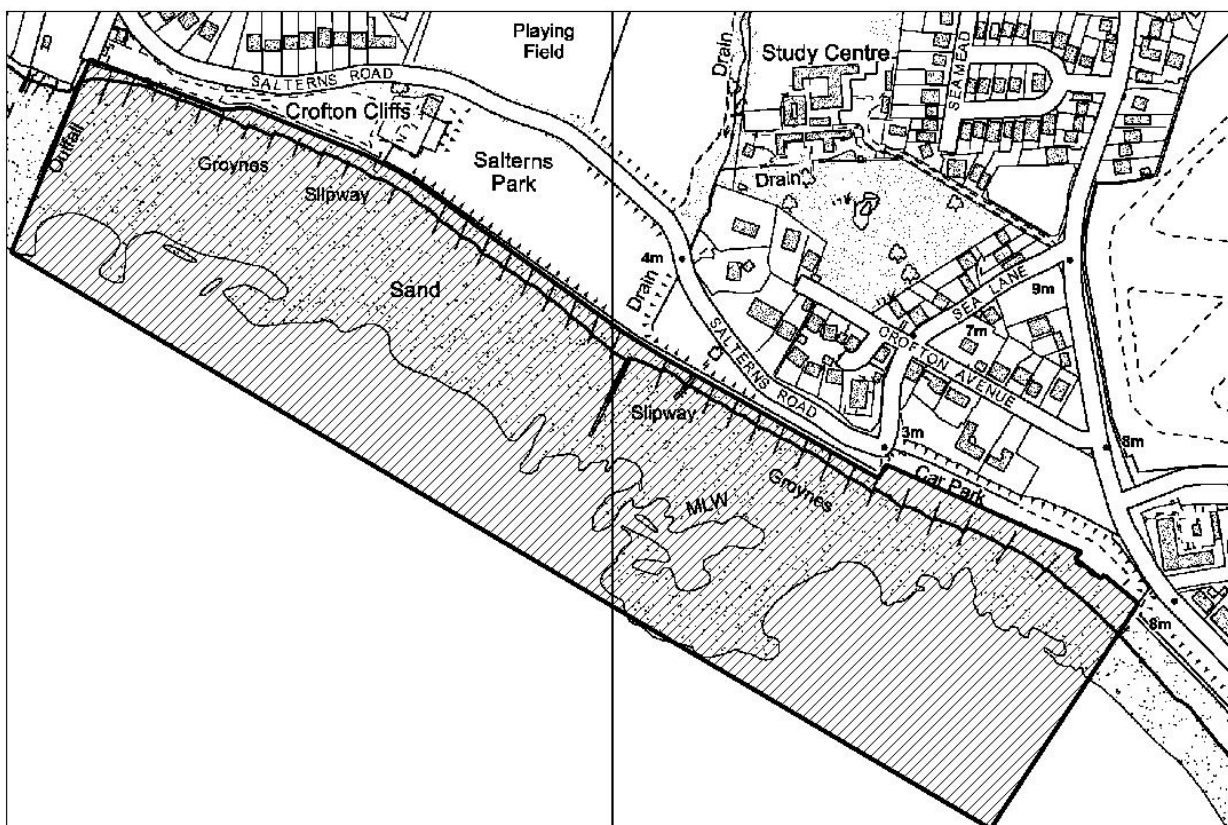 Playing
Field
Drain
Study Centre
SEAMEAD
SALTERNS ROAD
Crofton Cliffs
Outfall
Groynes
Slipway
Salterns
Park
Drain
4m
Sand
Drain
SEA LANE
9m
7m
CROFTON AVENUE
SALTERNS ROAD
Slipway
3m
8m
Car Park
Groynes
MLW
8m